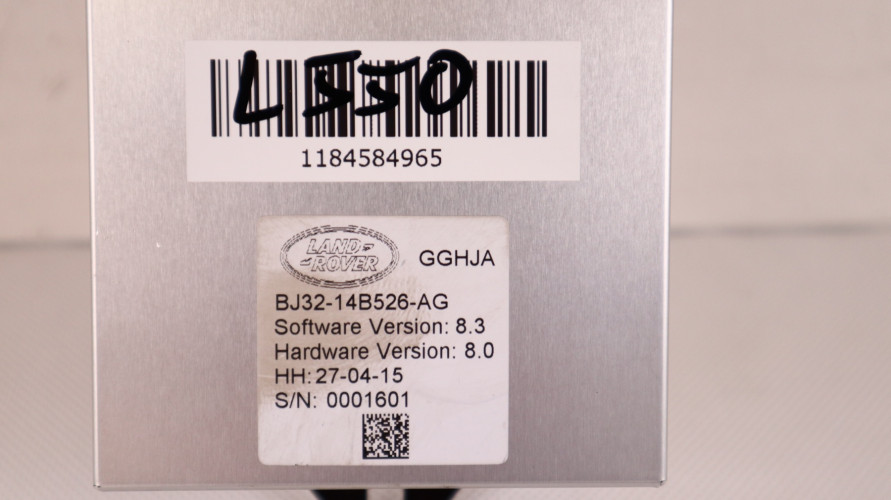 L550
1184584965
LAND-
-ROVER
GGHJA
BJ32-14B526-AG
Software Version: 8.3
Hardware Version: 8.0
HH: 27-04-15
S/N: 0001601